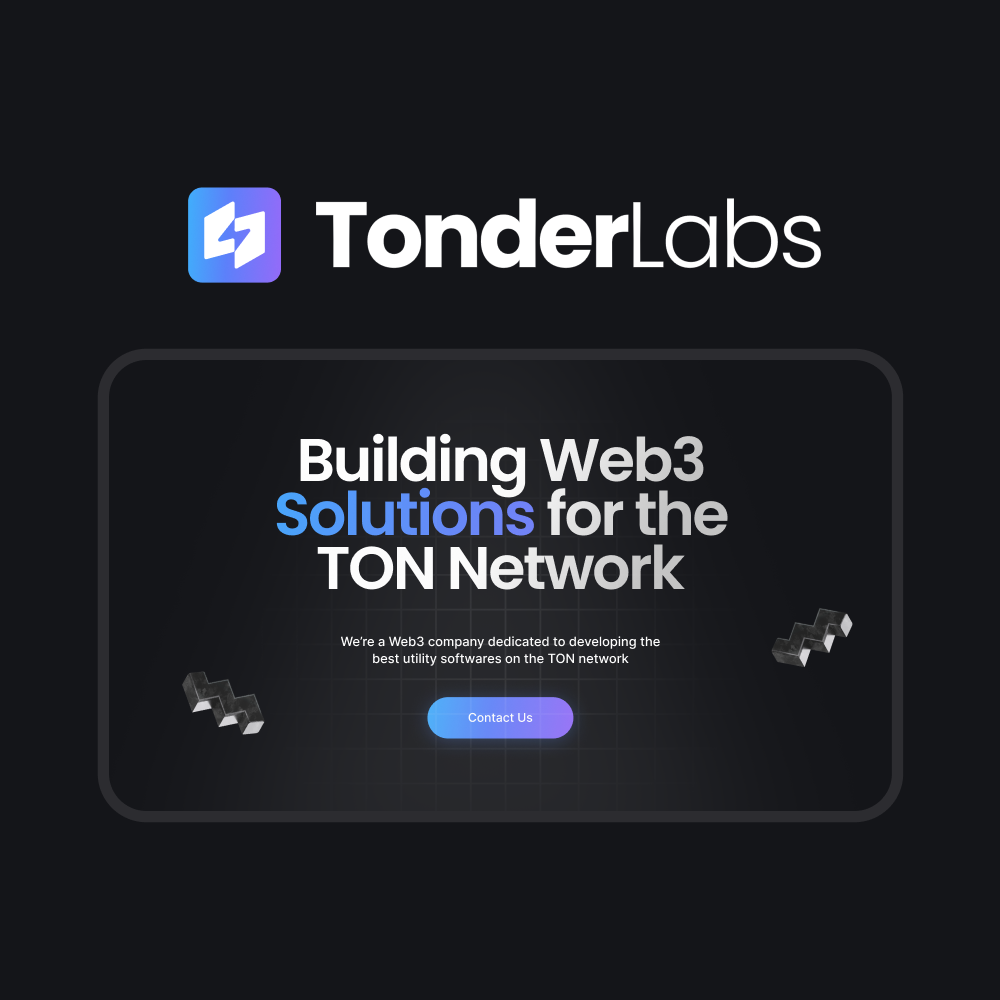 TonderLabs
Building Web3
Solutions for the
TON Network
We’re a Web3 company dedicated to developing the
best utility softwares on the TON network
Contact Us